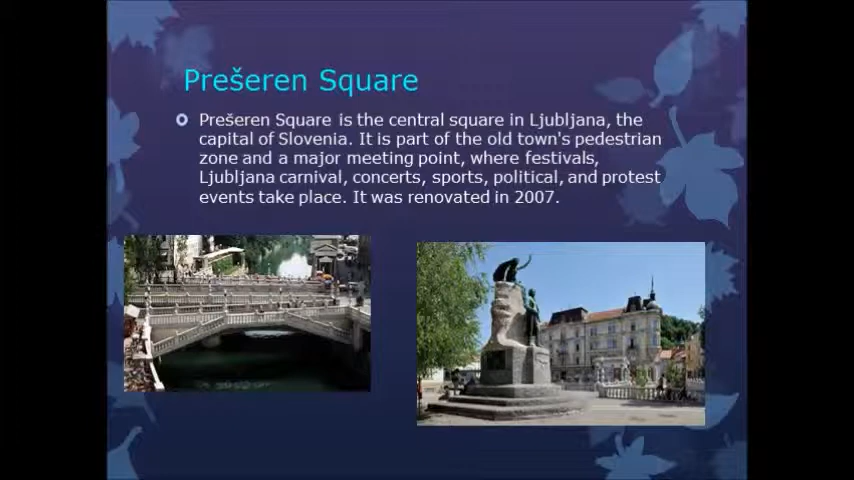 Prešeren Square
Prešeren Square is the central square in Ljubljana, the
capital of Slovenia. It is part of the old town's pedestrian
zone and a major meeting point, where festivals,
Ljubljana carnival, concerts, sports, political, and protest
events take place. It was renovated in 2007.